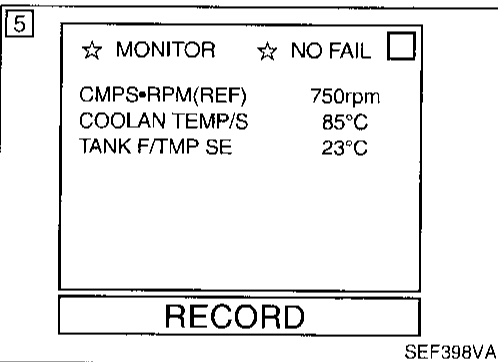 5
☆ MONITOR ☆ NO FAIL
CMPS•RPM(REF) 750rpm
COOLAN TEMP/S 85°C
TANK F/TMP SE 23°C
RECORD
SEF398VA